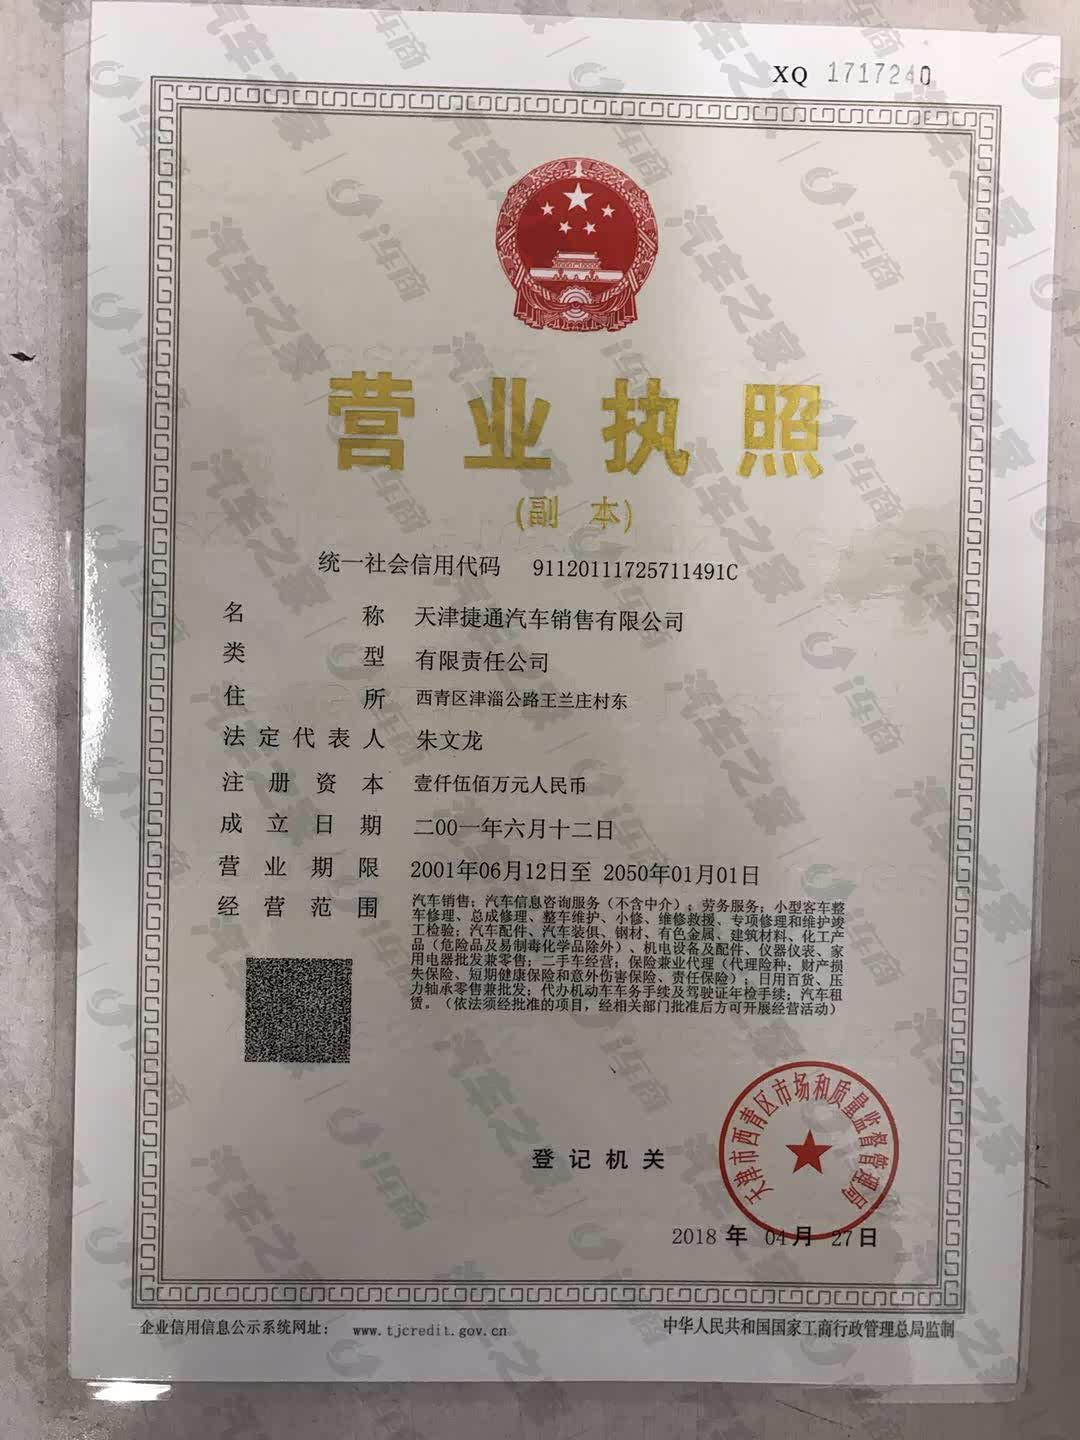 XQ 1717240
营业执照
(副 本)
统一社会信用代码 91120111725711491C
名称 天津捷通汽车销售有限公司
类型 有限责任公司
住所 西青区津淄公路王兰庄村东
法定代表人 朱文龙
注册资本 壹仟伍佰万元人民币
成立日期 二00一年六月十二日
营业期限 2001年06月12日至 2050年01月01日
经营范围 汽车销售；汽车信息咨询服务（不含中介）；劳务服务；小型客车整
车修理、总成修理、整车维护、小修、维修救援、专项修理和维护竣
工检验；汽车配件、汽车装俱、钢材、有色金属、建筑材料、化工产
品（危险品及易制毒化学品除外）、机电设备及配件、仪器仪表、家
用电器批发兼零售；二手车经营；保险兼业代理（代理险种：财产损
失保险、短期健康保险和意外伤害保险、责任保险）；日用百货、压
力轴承零售兼批发；代办机动车车务手续及驾驶证年检手续；汽车租
赁。（依法须经批准的项目，经相关部门批准后方可开展经营活动）
天津市西青区市场和质量监督管理局
登记机关
2018 年 04月 27日
企业信用信息公示系统网址： www.tjcredit.gov.cn
中华人民共和国国家工商行政管理总局监制
汽车之家
i车商